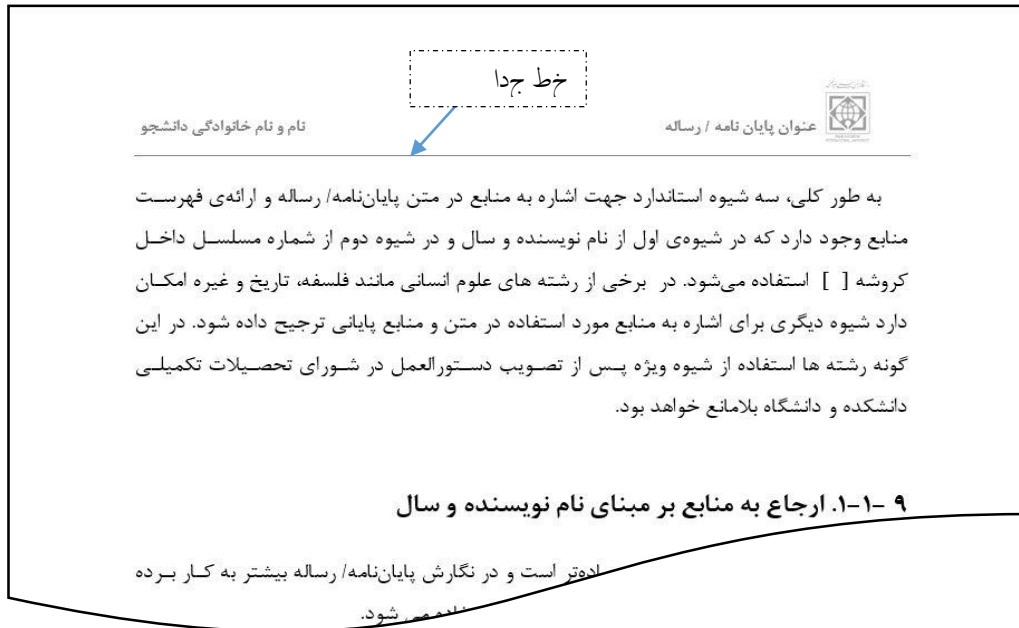 خط جدا
عنوان پایان نامه / رساله
نام و نام خانوادگی دانشجو
به طور کلی، سه شیوه استاندارد جهت اشاره به منابع در متن پایان‌نامه/ رساله و ارائه‌ی فهرست
منابع وجود دارد که در شیوه‌ی اول از نام نویسنده و سال و در شیوه دوم از شماره مسلسل داخل
کروشه [ ] استفاده می‌شود. در برخی از رشته های علوم انسانی مانند فلسفه، تاریخ و غیره امکان
دارد شیوه دیگری برای اشاره به منابع مورد استفاده در متن و منابع پایانی ترجیح داده شود. در این
گونه رشته ها استفاده از شیوه ویژه پس از تصویب دستورالعمل در شورای تحصیلات تکمیلی
دانشکده و دانشگاه بلامانع خواهد بود.
۹ -۱-۱. ارجاع به منابع بر مبنای نام نویسنده و سال
است و در نگارش پایان‌نامه/ رساله بیشتر به کار برده
شود.